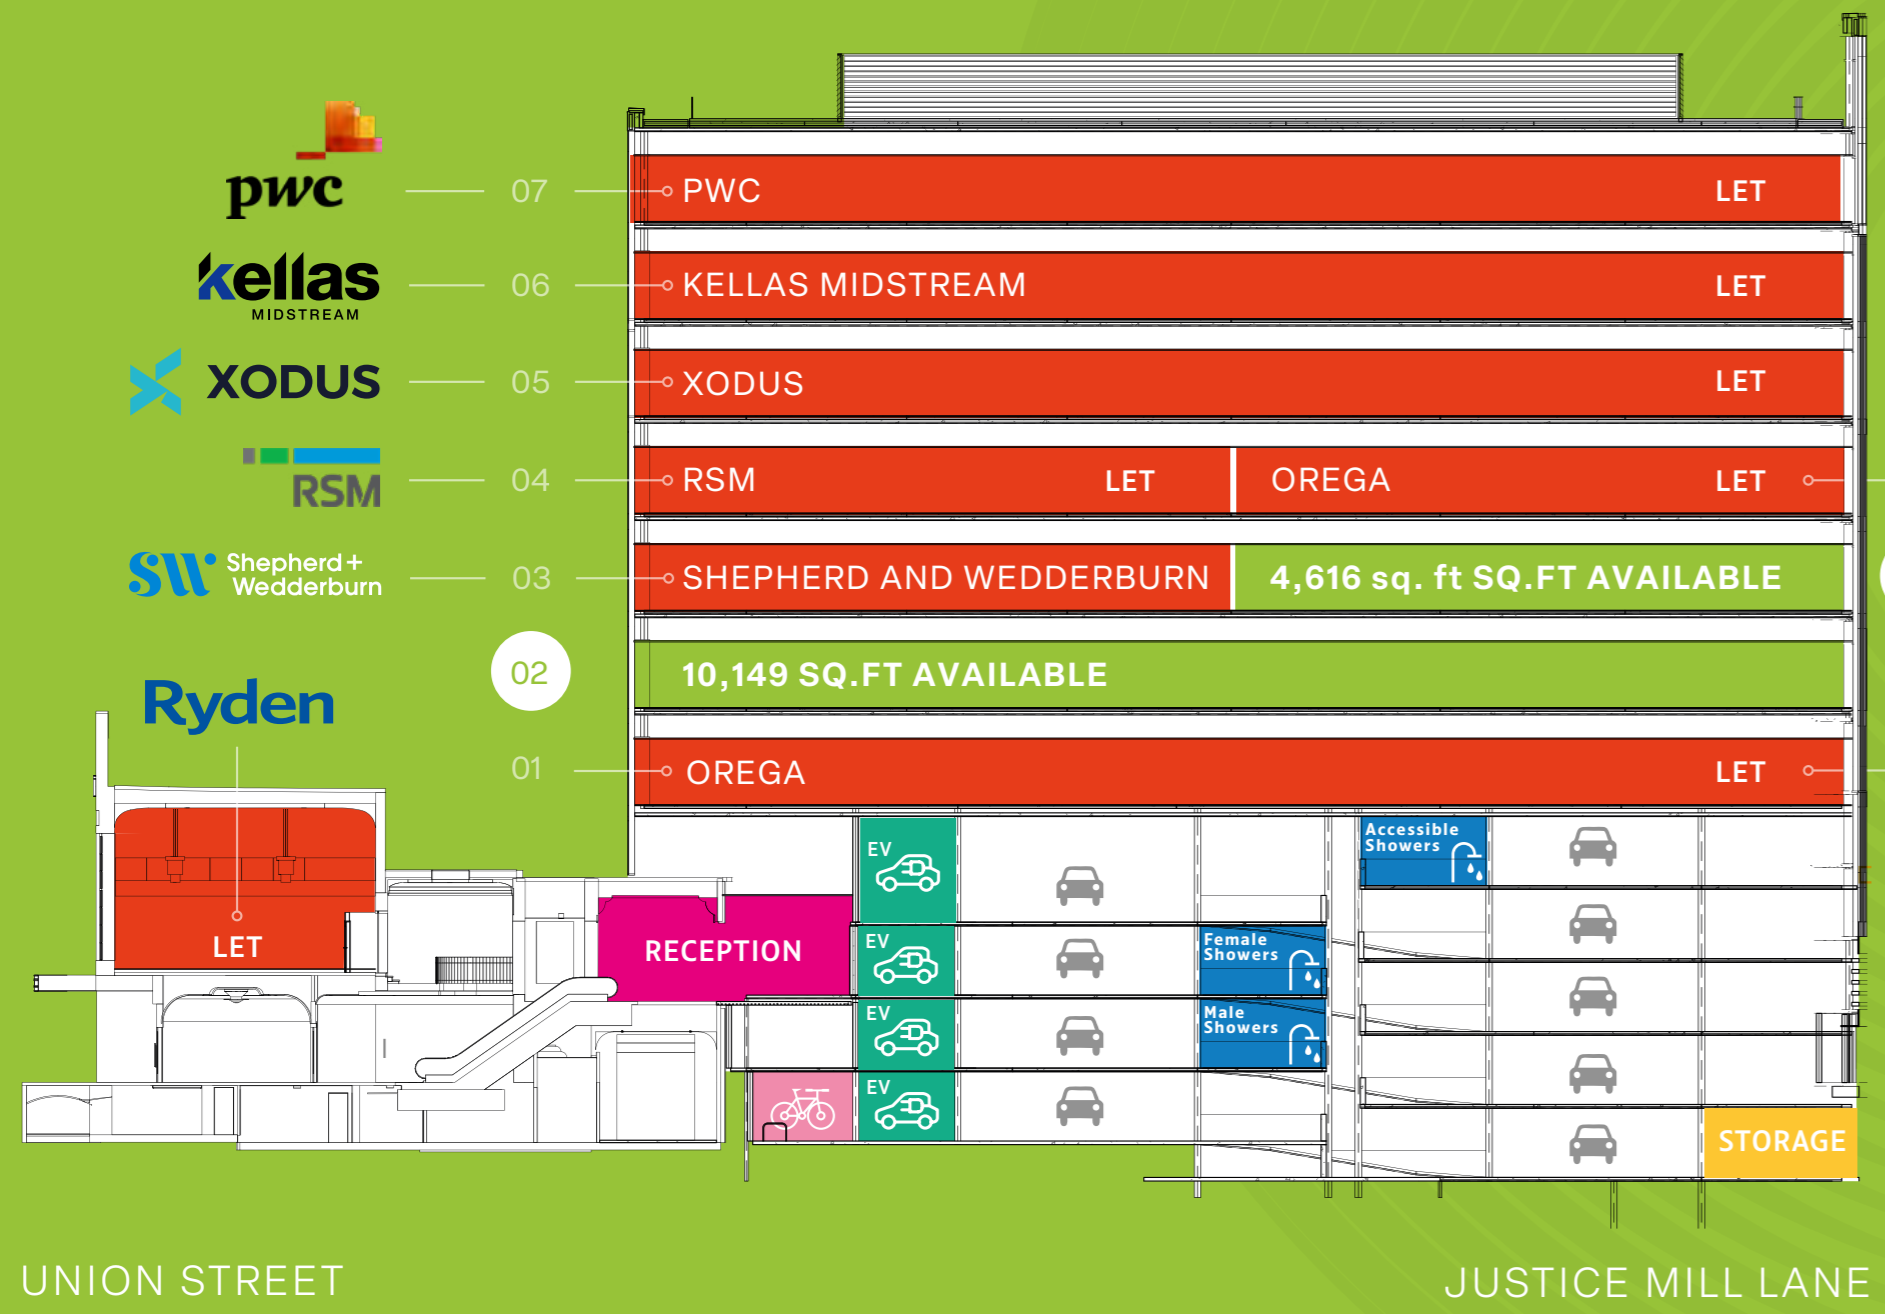 pwc
07
PWC
LET
kellas
MIDSTREAM
06
KELLAS MIDSTREAM
LET
XODUS
05
XODUS
LET
RSM
04
RSM
LET
OREGA
LET
SW
Shepherd+
Wedderburn
03
SHEPHERD AND WEDDERBURN
4,616 sq. ft SQ.FT AVAILABLE
02
10,149 SQ.FT AVAILABLE
Ryden
01
OREGA
LET
LET
RECEPTION
EV
EV
EV
EV
Accessible
Showers
Female
Showers
Male
Showers
STORAGE
UNION STREET
JUSTICE MILL LANE